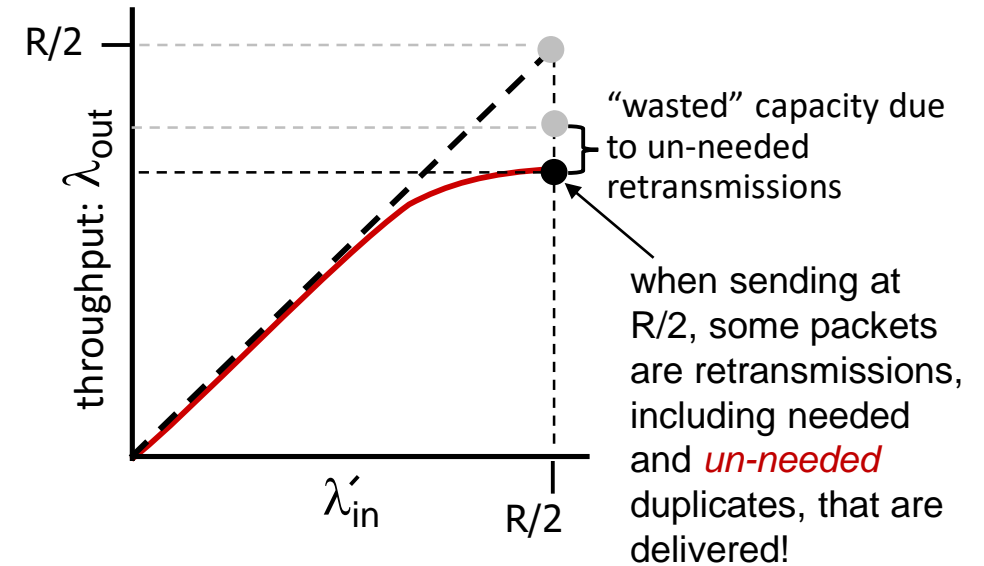 R/2
throughput: λout
“wasted” capacity due
to un-needed
retransmissions
when sending at
R/2, some packets
are retransmissions,
including needed
and un-needed
duplicates, that are
delivered!
λ′in
R/2